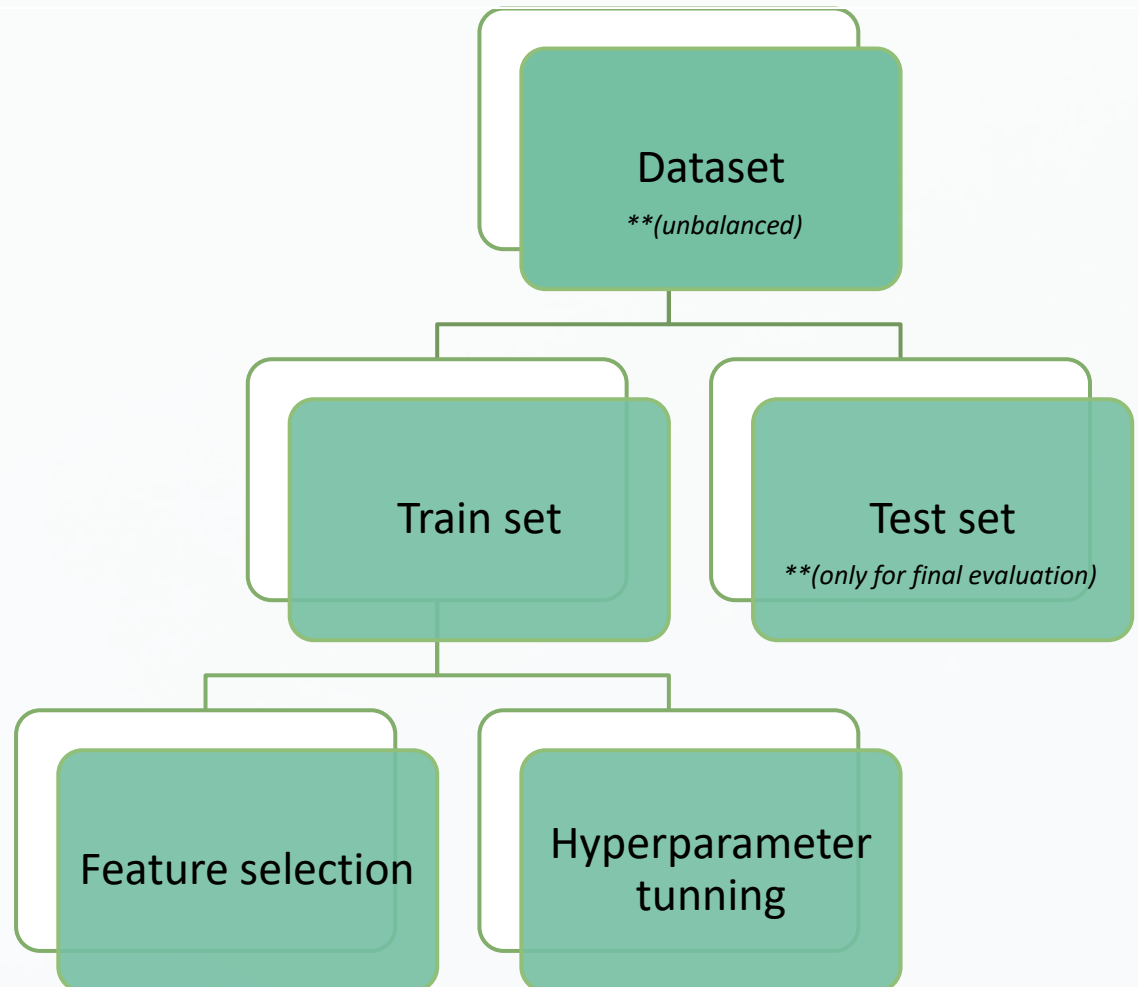 Dataset
**(unbalanced)
Train set
Test set
**(only for final evaluation)
Feature selection
Hyperparameter
tunning